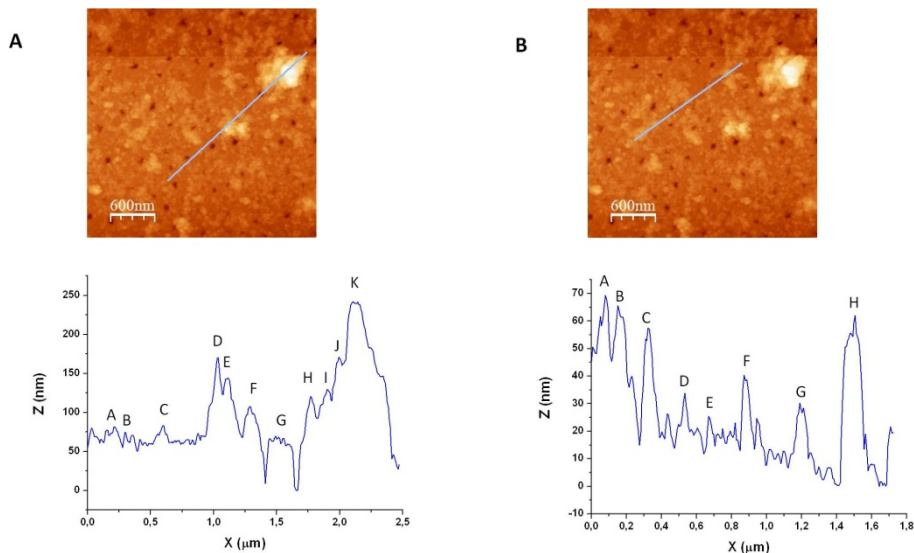 A
600nm
Z (nm)
250
200
150
100
50
0
0,0
0,5
1,0
1,5
2,0
2,5
X (μm)
A
B
C
D
E
F
G
H
I
J
K
B
600nm
Z (nm)
70
60
50
40
30
20
10
0
-10
0,0
0,2
0,4
0,6
0,8
1,0
1,2
1,4
1,6
1,8
X (μm)
A
B
C
D
E
F
G
H